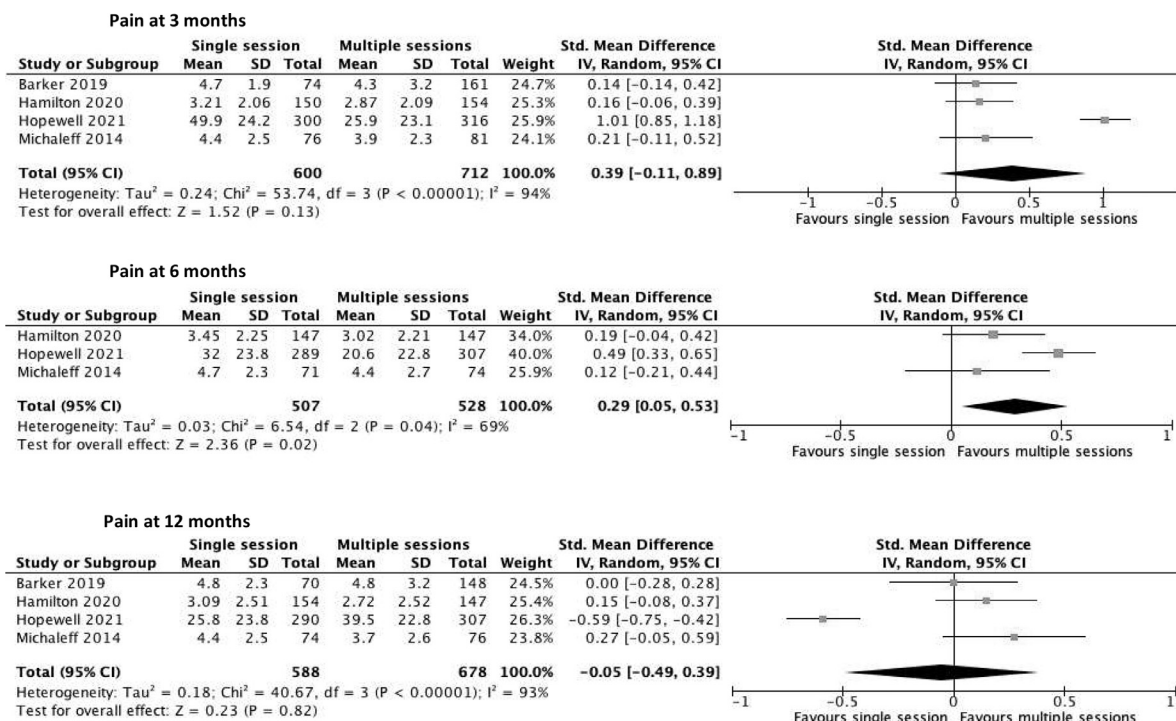 Pain at 3 months
Single session Multiple sessions Std. Mean Difference Std. Mean Difference
Study or Subgroup Mean SD Total Mean SD Total Weight IV, Random, 95% CI IV, Random, 95% CI
Barker 2019 4.7 1.9 74 4.3 3.2 161 24.7% 0.14 [-0.14, 0.42]
Hamilton 2020 3.21 2.06 150 2.87 2.09 154 25.3% 0.16 [-0.06, 0.39]
Hopewell 2021 49.9 24.2 300 25.9 23.1 316 25.9% 1.01 [0.85, 1.18]
Michaleff 2014 4.4 2.5 76 3.9 2.3 81 24.1% 0.21 [-0.11, 0.52]
Total (95% CI) 600 712 100.0% 0.39 [-0.11, 0.89]
Heterogeneity: Tau² = 0.24; Chi² = 53.74, df = 3 (P < 0.00001); I² = 94%
Test for overall effect: Z = 1.52 (P = 0.13)
-1 -0.5 0 0.5 1
Favours single session Favours multiple sessions
Pain at 6 months
Single session Multiple sessions Std. Mean Difference Std. Mean Difference
Study or Subgroup Mean SD Total Mean SD Total Weight IV, Random, 95% CI IV, Random, 95% CI
Hamilton 2020 3.45 2.25 147 3.02 2.21 147 34.0% 0.19 [-0.04, 0.42]
Hopewell 2021 32 23.8 289 20.6 22.8 307 40.0% 0.49 [0.33, 0.65]
Michaleff 2014 4.7 2.3 71 4.4 2.7 74 25.9% 0.12 [-0.21, 0.44]
Total (95% CI) 507 528 100.0% 0.29 [0.05, 0.53]
Heterogeneity: Tau² = 0.03; Chi² = 6.54, df = 2 (P = 0.04); I² = 69%
Test for overall effect: Z = 2.36 (P = 0.02)
-1 -0.5 0 0.5 1
Favours single session Favours multiple sessions
Pain at 12 months
Single session Multiple sessions Std. Mean Difference Std. Mean Difference
Study or Subgroup Mean SD Total Mean SD Total Weight IV, Random, 95% CI IV, Random, 95% CI
Barker 2019 4.8 2.3 70 4.8 3.2 148 24.5% 0.00 [-0.28, 0.28]
Hamilton 2020 3.09 2.51 154 2.72 2.52 147 25.4% 0.15 [-0.08, 0.37]
Hopewell 2021 25.8 23.8 290 39.5 22.8 307 26.3% -0.59 [-0.75, -0.42]
Michaleff 2014 4.4 2.5 74 3.7 2.6 76 23.8% 0.27 [-0.05, 0.59]
Total (95% CI) 588 678 100.0% -0.05 [-0.49, 0.39]
Heterogeneity: Tau² = 0.18; Chi² = 40.67, df = 3 (P < 0.00001); I² = 93%
Test for overall effect: Z = 0.23 (P = 0.82)
-1 -0.5 0 0.5 1
Favours single session Favours multiple sessions